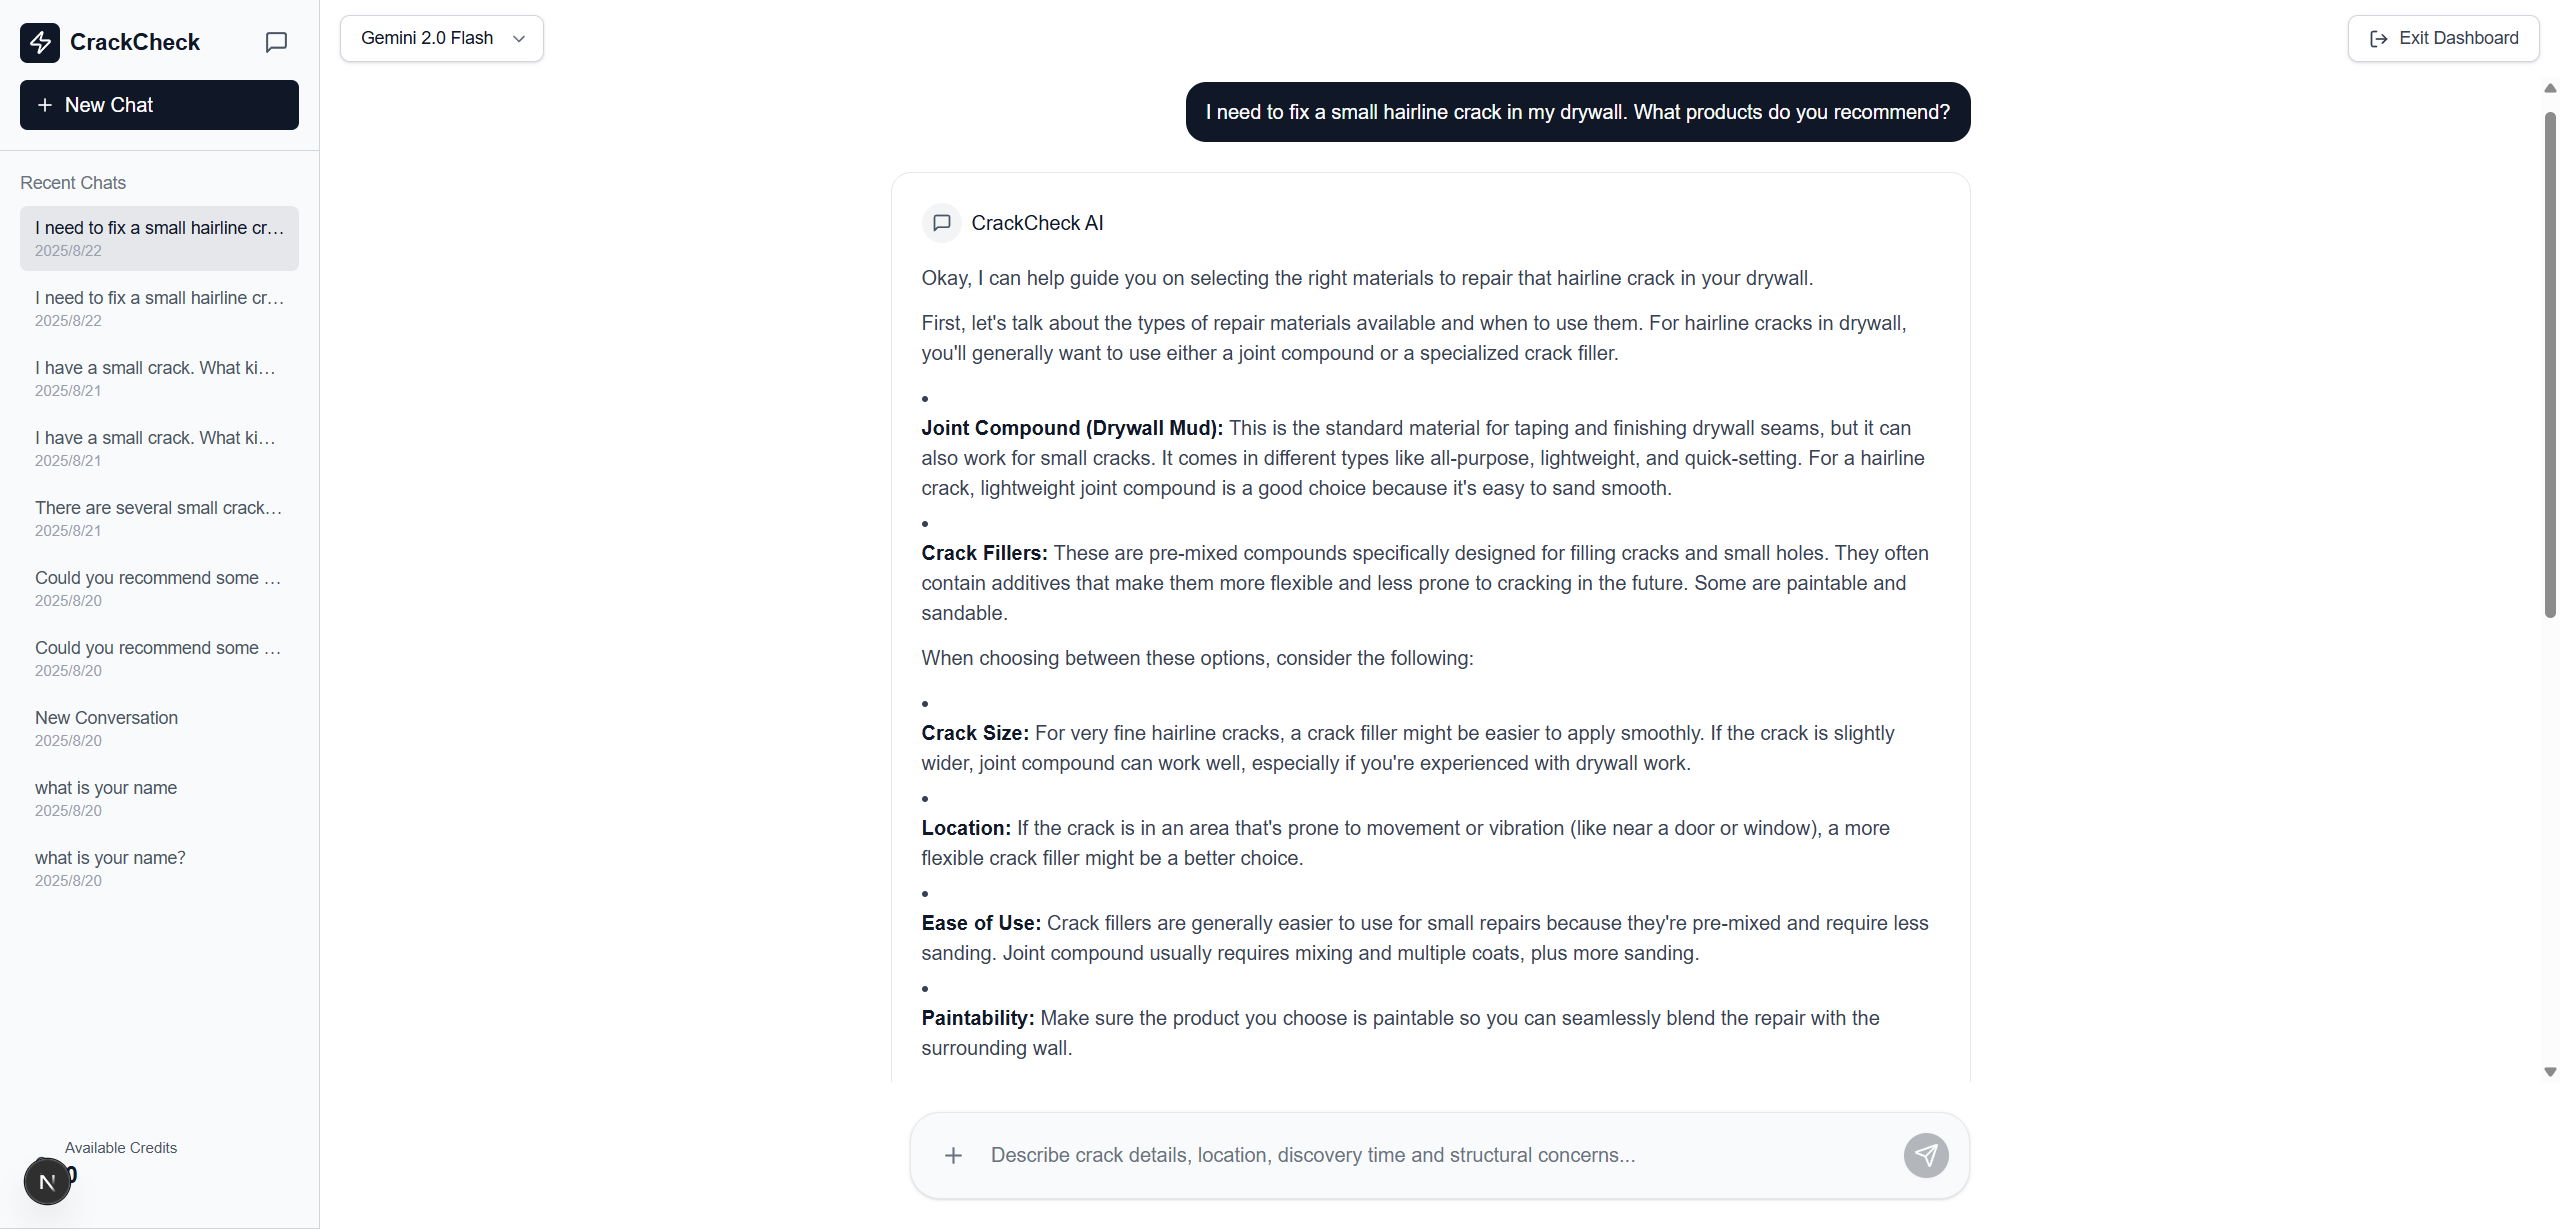 CrackCheck
New Chat
Recent Chats
I need to fix a small hairline cr...
2025/8/22
I need to fix a small hairline cr...
2025/8/22
I have a small crack. What ki...
2025/8/21
I have a small crack. What ki...
2025/8/21
There are several small crack...
2025/8/21
Could you recommend some ...
2025/8/20
Could you recommend some ...
2025/8/20
New Conversation
2025/8/20
what is your name
2025/8/20
what is your name?
2025/8/20
Available Credits
0
N
Gemini 2.0 Flash
Exit Dashboard
I need to fix a small hairline crack in my drywall. What products do you recommend?
CrackCheck AI
Okay, I can help guide you on selecting the right materials to repair that hairline crack in your drywall.
First, let's talk about the types of repair materials available and when to use them. For hairline cracks in drywall,
you'll generally want to use either a joint compound or a specialized crack filler.
•
Joint Compound (Drywall Mud): This is the standard material for taping and finishing drywall seams, but it can
also work for small cracks. It comes in different types like all-purpose, lightweight, and quick-setting. For a hairline
crack, lightweight joint compound is a good choice because it's easy to sand smooth.
•
Crack Fillers: These are pre-mixed compounds specifically designed for filling cracks and small holes. They often
contain additives that make them more flexible and less prone to cracking in the future. Some are paintable and
sandable.
When choosing between these options, consider the following:
•
Crack Size: For very fine hairline cracks, a crack filler might be easier to apply smoothly. If the crack is slightly
wider, joint compound can work well, especially if you're experienced with drywall work.
•
Location: If the crack is in an area that's prone to movement or vibration (like near a door or window), a more
flexible crack filler might be a better choice.
•
Ease of Use: Crack fillers are generally easier to use for small repairs because they're pre-mixed and require less
sanding. Joint compound usually requires mixing and multiple coats, plus more sanding.
•
Paintability: Make sure the product you choose is paintable so you can seamlessly blend the repair with the
surrounding wall.
Describe crack details, location, discovery time and structural concerns...